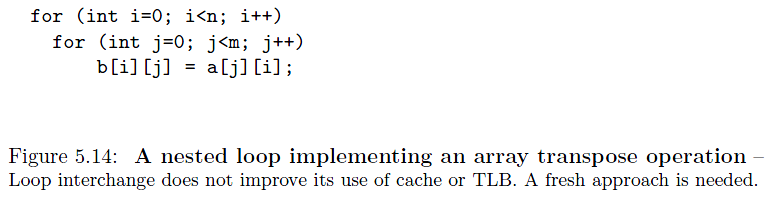 for (int i=0; i<n; i++)
for (int j=0; j<m; j++)
b[i][j] = a[j][i];
Figure 5.14: A nested loop implementing an array transpose operation –
Loop interchange does not improve its use of cache or TLB. A fresh approach is needed.